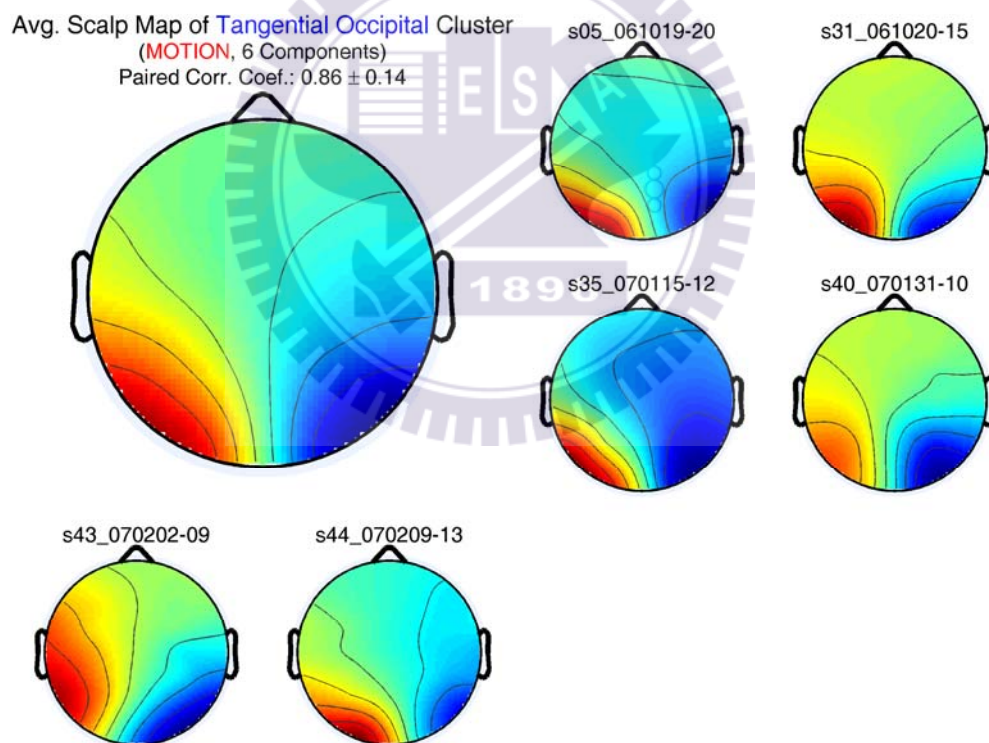 Avg. Scalp Map of Tangential Occipital Cluster
(MOTION, 6 Components)
Paired Corr. Coef.: 0.86 ± 0.14
s05_061019-20
s31_061020-15
E S A
1896
s35_070115-12
s40_070131-10
s43_070202-09
s44_070209-13